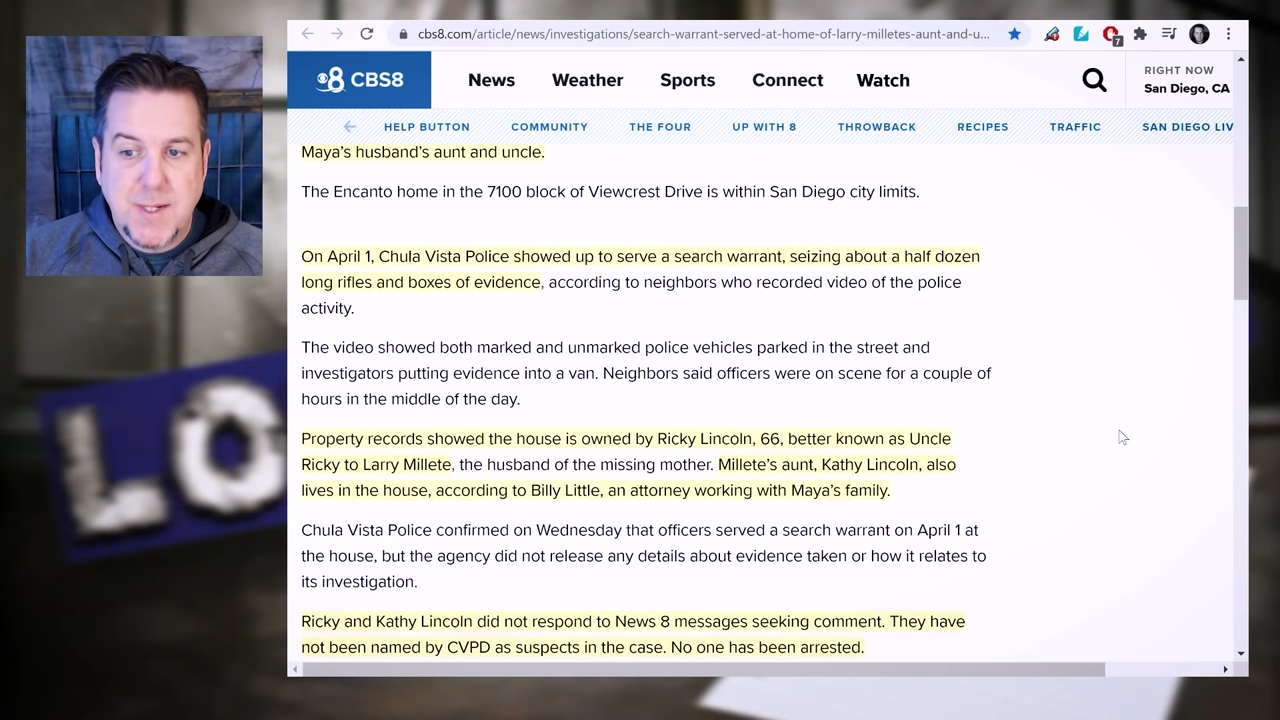 cbs8.com/article/news/investigations/search-warrant-served-at-home-of-larry-milletes-aunt-and-u...
7
8 CBS8
News Weather Sports Connect Watch
RIGHT NOW
San Diego, CA
HELP BUTTON COMMUNITY THE FOUR UP WITH 8 THROWBACK RECIPES TRAFFIC SAN DIEGO LIV
Maya's husband's aunt and uncle.
The Encanto home in the 7100 block of Viewcrest Drive is within San Diego city limits.
On April 1, Chula Vista Police showed up to serve a search warrant, seizing about a half dozen
long rifles and boxes of evidence, according to neighbors who recorded video of the police
activity.
The video showed both marked and unmarked police vehicles parked in the street and
investigators putting evidence into a van. Neighbors said officers were on scene for a couple of
hours in the middle of the day.
Property records showed the house is owned by Ricky Lincoln, 66, better known as Uncle
Ricky to Larry Millete, the husband of the missing mother. Millete's aunt, Kathy Lincoln, also
lives in the house, according to Billy Little, an attorney working with Maya's family.
Chula Vista Police confirmed on Wednesday that officers served a search warrant on April 1 at
the house, but the agency did not release any details about evidence taken or how it relates to
its investigation.
Ricky and Kathy Lincoln did not respond to News 8 messages seeking comment. They have
not been named by CVPD as suspects in the case. No one has been arrested.
LO